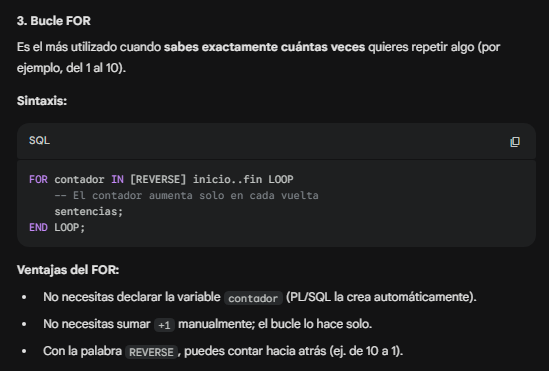 3. Bucle FOR
Es el más utilizado cuando sabes exactamente cuántas veces quieres repetir algo (por
ejemplo, del 1 al 10).
Sintaxis:
SQL
FOR contador IN [REVERSE] inicio..fin LOOP
    -- El contador aumenta solo en cada vuelta
    sentencias;
END LOOP;
Ventajas del FOR:
• No necesitas declarar la variable contador (PL/SQL la crea automáticamente).
• No necesitas sumar +1 manualmente; el bucle lo hace solo.
• Con la palabra REVERSE, puedes contar hacia atrás (ej. de 10 a 1).